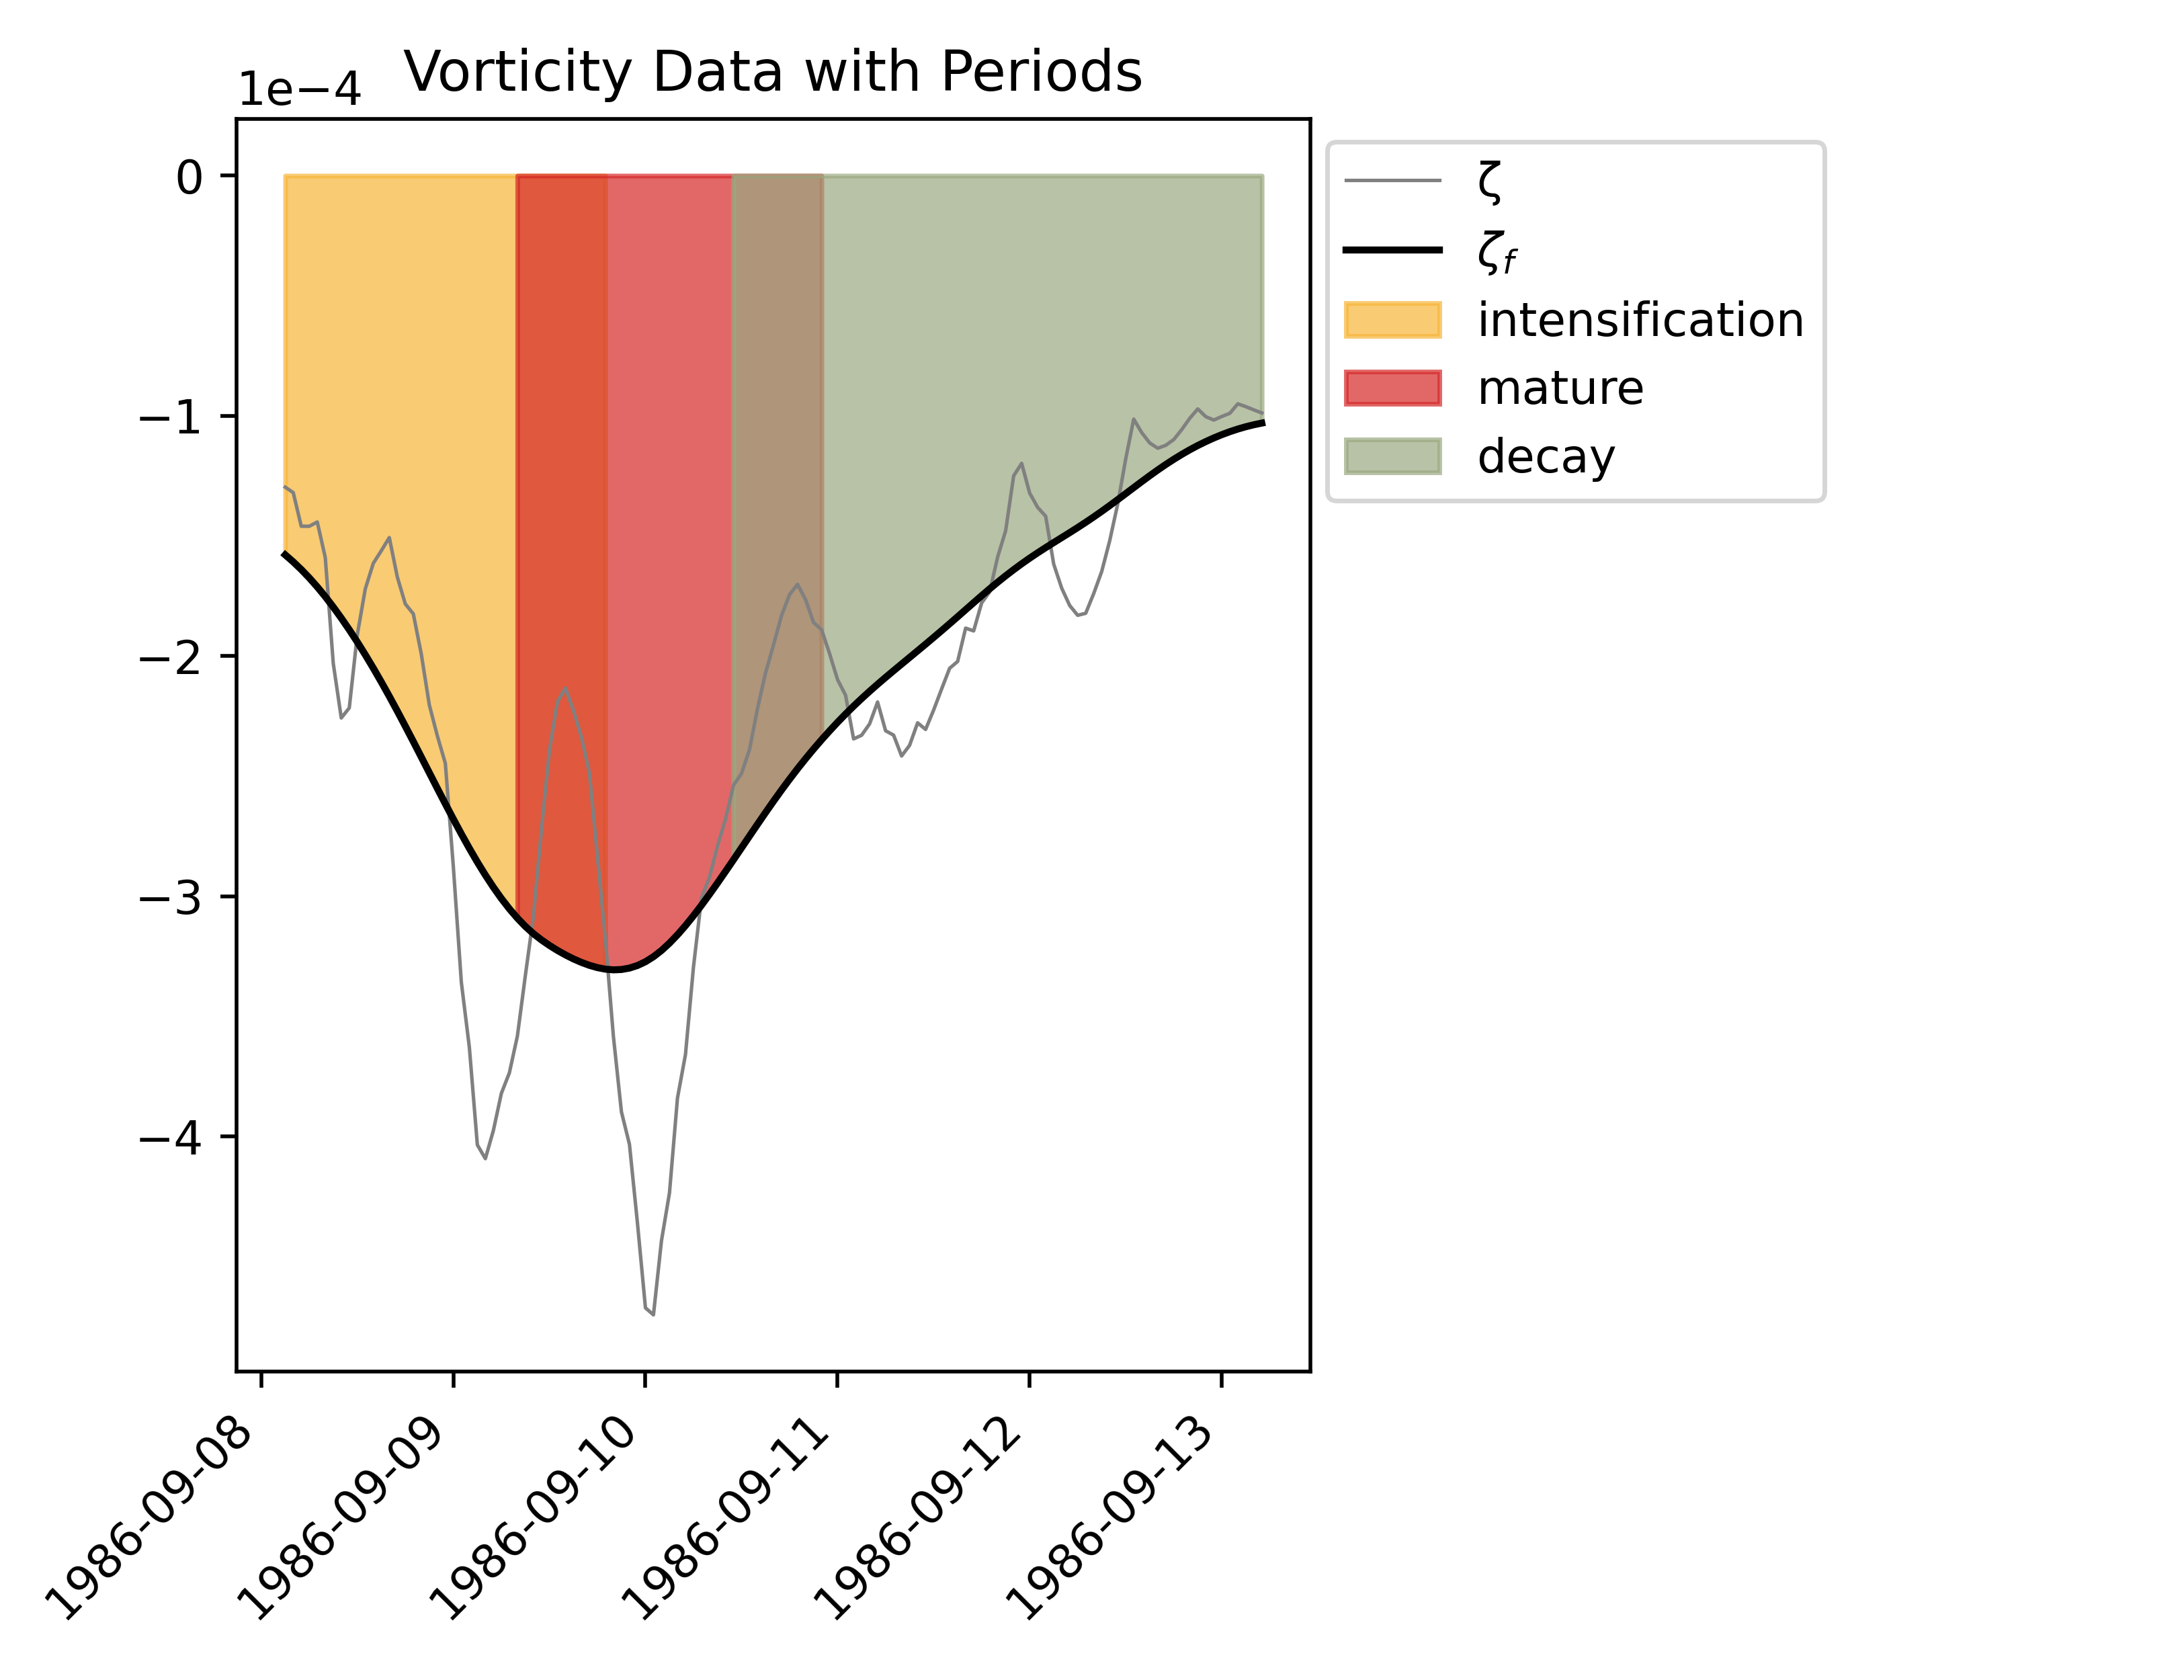 Vorticity Data with Periods
1e−4
0
−1
−2
−3
−4
1986-09-08
1986-09-09
1986-09-10
1986-09-11
1986-09-12
1986-09-13
ζ
ζf
intensification
mature
decay